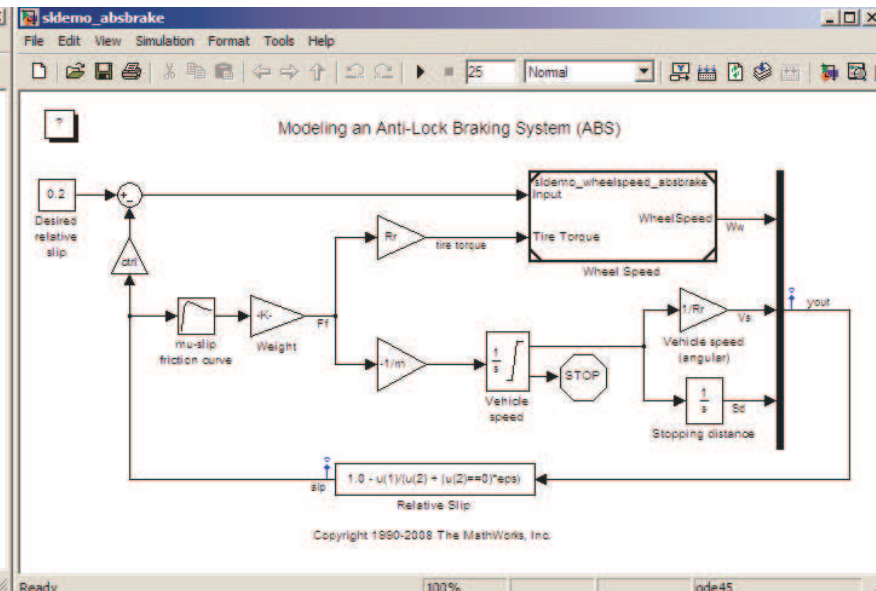 sldemo_absbrake
File Edit View Simulation Format Tools Help
25 Normal
?
Modeling an Anti-Lock Braking System (ABS)
0.2
Desired
relative
slip
+
-
ctrl
mu-slip
friction curve
-K-
Weight
Ff
Rr
tire torque
sldemo_wheelspeed_absbrake
Input
Tire Torque
WheelSpeed
Wheel Speed
Ww
-1/m
1
s
Vehicle
speed
STOP
1/Rr
Vs
Vehicle speed
(angular)
1
s
Sd
Stopping distance
yout
1.0 - u(1)/(u(2) + (u(2)==0)*eps)
Relative Slip
slp
Copyright 1990-2008 The MathWorks, Inc.
Ready 100% ode45